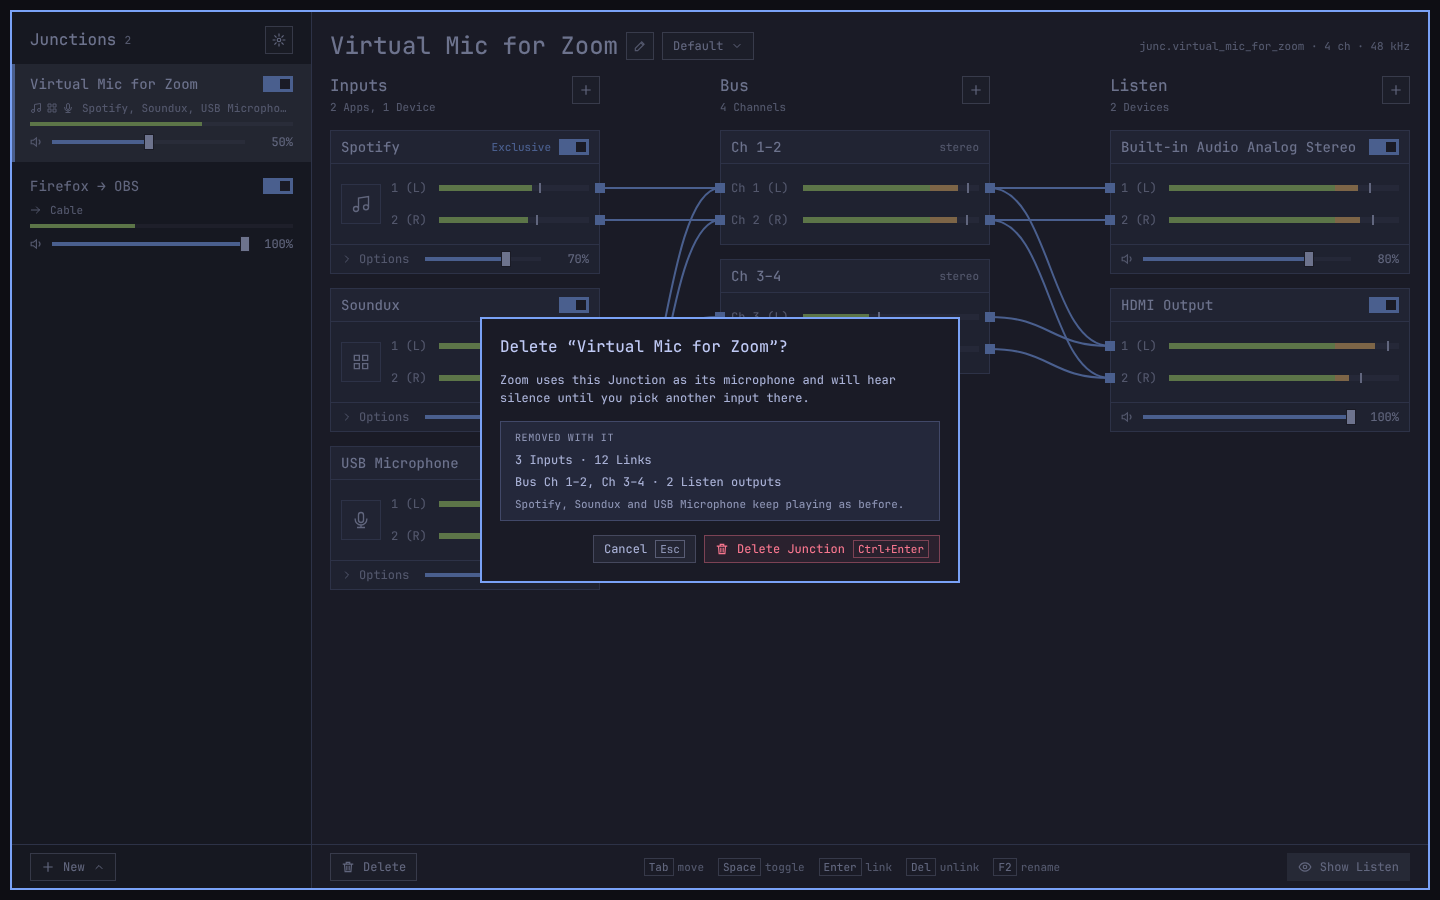 Junctions 2
Virtual Mic for Zoom
Spotify, Soundux, USB Micropho…
50%
Firefox → OBS
→ Cable
100%
+ New
Virtual Mic for Zoom
Default
junc.virtual_mic_for_zoom · 4 ch · 48 kHz
Inputs
2 Apps, 1 Device
Spotify
Exclusive
1 (L)
2 (R)
Options
70%
Soundux
1 (L)
2 (R)
Options
USB Microphone
1 (L)
2 (R)
Options
Bus
4 Channels
Ch 1–2
stereo
Ch 1 (L)
Ch 2 (R)
Ch 3–4
stereo
Ch 3 (L)
Listen
2 Devices
Built-in Audio Analog Stereo
1 (L)
2 (R)
80%
HDMI Output
1 (L)
2 (R)
100%
Delete “Virtual Mic for Zoom”?
Zoom uses this Junction as its microphone and will hear
silence until you pick another input there.
REMOVED WITH IT
3 Inputs · 12 Links
Bus Ch 1–2, Ch 3–4 · 2 Listen outputs
Spotify, Soundux and USB Microphone keep playing as before.
Cancel Esc
Delete Junction Ctrl+Enter
Delete
Tab move Space toggle Enter link Del unlink F2 rename
Show Listen